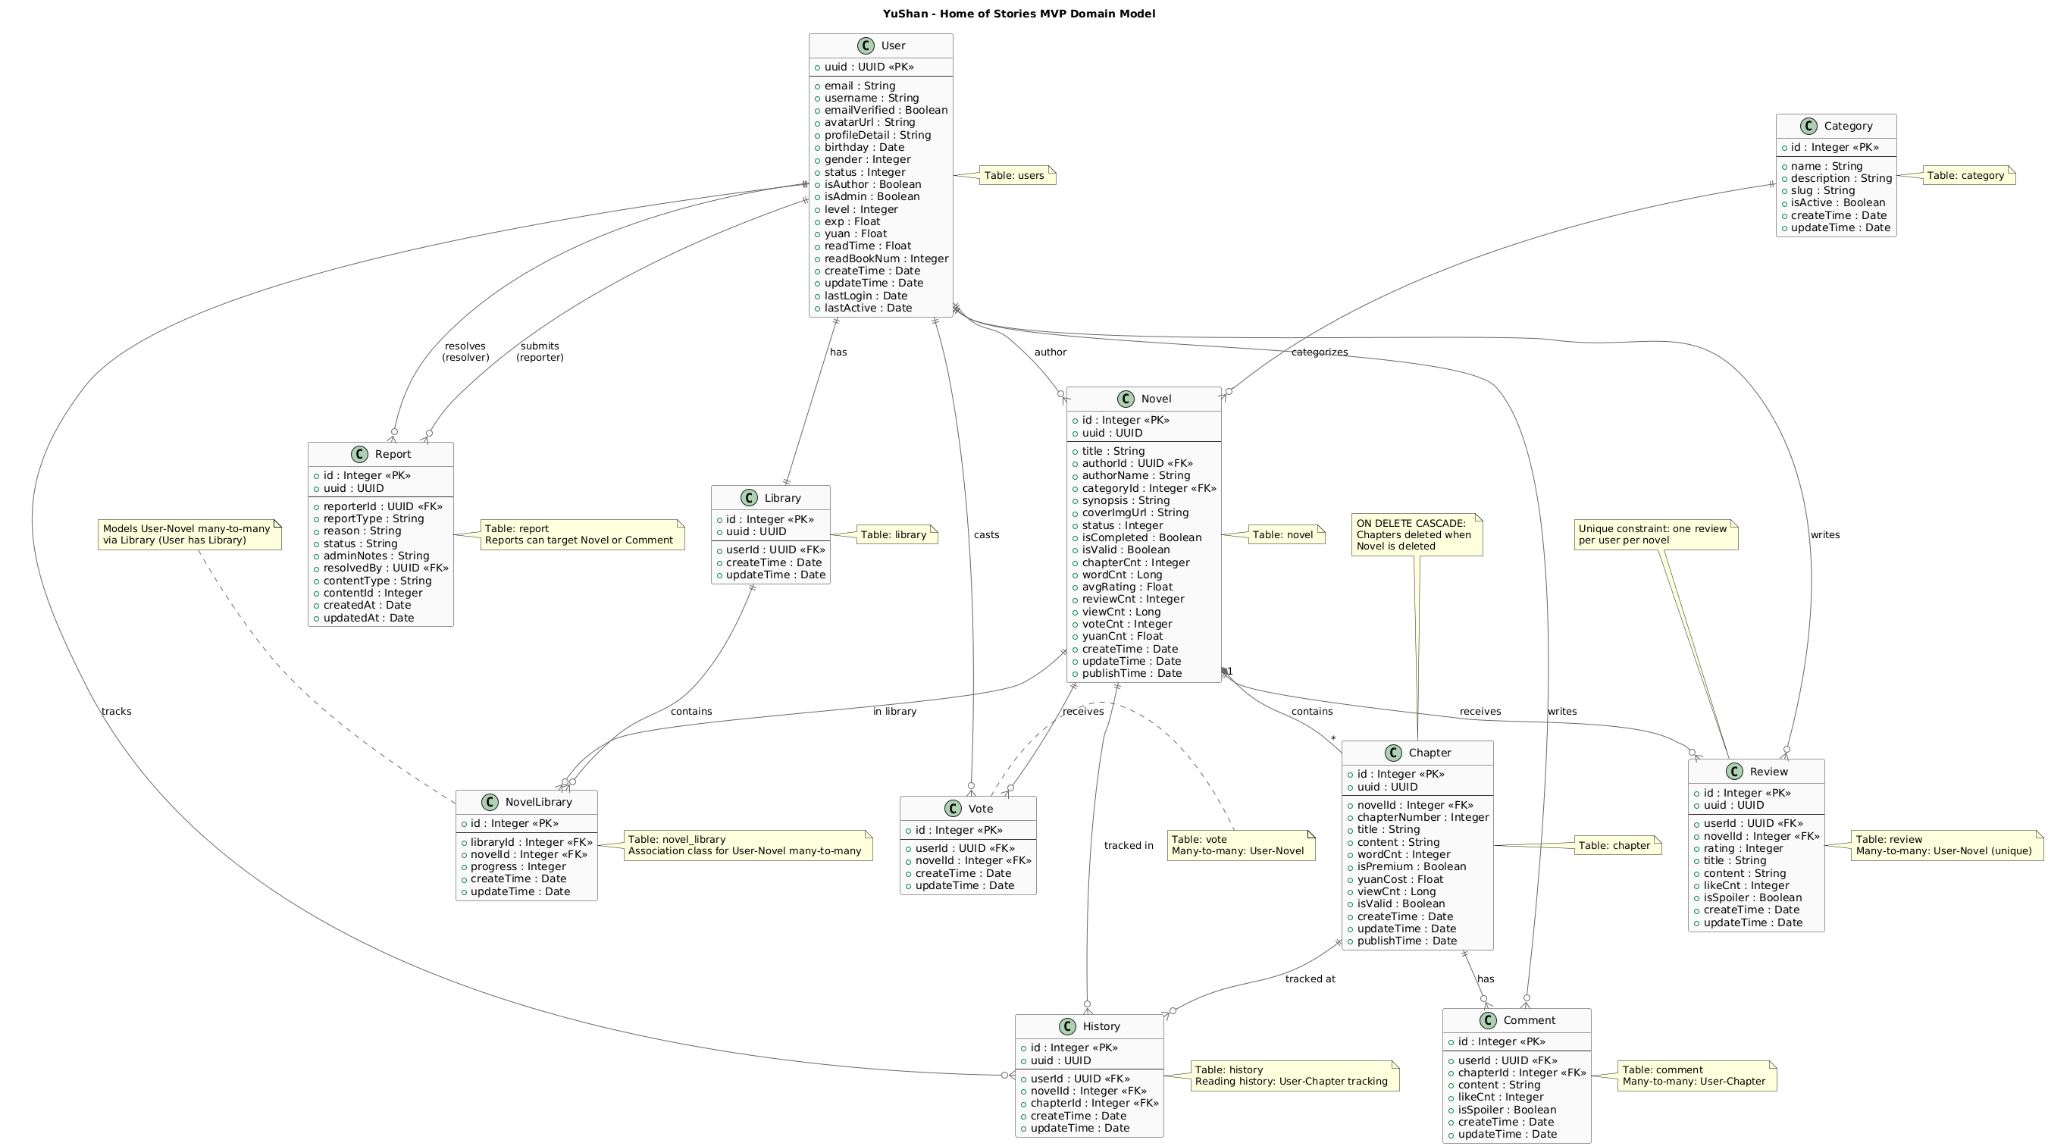 YuShan - Home of Stories MVP Domain Model
C User
uuid : UUID «PK»
email : String
username : String
emailVerified : Boolean
avatarUrl : String
profileDetail : String
birthday : Date
gender : Integer
status : Integer
isAuthor : Boolean
isAdmin : Boolean
level : Integer
exp : Float
yuan : Float
readTime : Float
readBookNum : Integer
createTime : Date
updateTime : Date
lastLogin : Date
lastActive : Date
Table: users
C Category
id : Integer «PK»
name : String
description : String
slug : String
isActive : Boolean
createTime : Date
updateTime : Date
Table: category
resolves
(resolver)
submits
(reporter)
has
author
categorizes
C Report
id : Integer «PK»
uuid : UUID
reporterId : UUID «FK»
reportType : String
reason : String
status : String
adminNotes : String
resolvedBy : UUID «FK»
contentType : String
contentId : Integer
createdAt : Date
updatedAt : Date
Table: report
Reports can target Novel or Comment
Models User-Novel many-to-many
via Library (User has Library)
C Library
id : Integer «PK»
uuid : UUID
userId : UUID «FK»
createTime : Date
updateTime : Date
Table: library
casts
C Novel
id : Integer «PK»
uuid : UUID
title : String
authorId : UUID «FK»
authorName : String
categoryId : Integer «FK»
synopsis : String
coverImgUrl : String
status : Integer
isCompleted : Boolean
isValid : Boolean
chapterCnt : Integer
wordCnt : Long
avgRating : Float
reviewCnt : Integer
viewCnt : Long
voteCnt : Integer
yuanCnt : Float
createTime : Date
updateTime : Date
publishTime : Date
Table: novel
ON DELETE CASCADE:
Chapters deleted when
Novel is deleted
Unique constraint: one review
per user per novel
writes
1
tracks
contains
in library
receives
contains
receives
writes
*
C NovelLibrary
id : Integer «PK»
libraryId : Integer «FK»
novelId : Integer «FK»
progress : Integer
createTime : Date
updateTime : Date
Table: novel_library
Association class for User-Novel many-to-many
C Vote
id : Integer «PK»
userId : UUID «FK»
novelId : Integer «FK»
createTime : Date
updateTime : Date
tracked in
Table: vote
Many-to-many: User-Novel
C Chapter
id : Integer «PK»
uuid : UUID
novelId : Integer «FK»
chapterNumber : Integer
title : String
content : String
wordCnt : Integer
isPremium : Boolean
yuanCost : Float
viewCnt : Long
isValid : Boolean
createTime : Date
updateTime : Date
publishTime : Date
Table: chapter
C Review
id : Integer «PK»
uuid : UUID
userId : UUID «FK»
novelId : Integer «FK»
rating : Integer
title : String
content : String
likeCnt : Integer
isSpoiler : Boolean
createTime : Date
updateTime : Date
Table: review
Many-to-many: User-Novel (unique)
tracked at
has
C History
id : Integer «PK»
uuid : UUID
userId : UUID «FK»
novelId : Integer «FK»
chapterId : Integer «FK»
createTime : Date
updateTime : Date
Table: history
Reading history: User-Chapter tracking
C Comment
id : Integer «PK»
userId : UUID «FK»
chapterId : Integer «FK»
content : String
likeCnt : Integer
isSpoiler : Boolean
createTime : Date
updateTime : Date
Table: comment
Many-to-many: User-Chapter